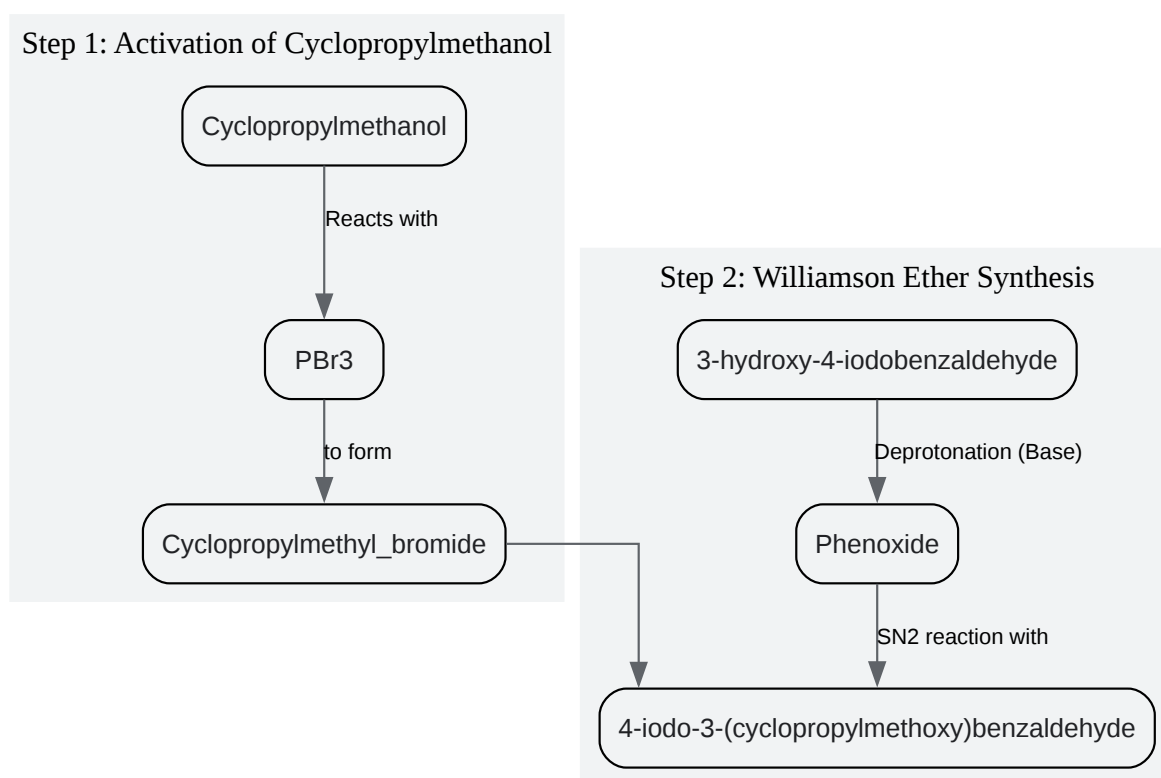 Step 1: Activation of Cyclopropylmethanol
Cyclopropylmethanol
Reacts with
PBr3
to form
Cyclopropylmethyl_bromide
Step 2: Williamson Ether Synthesis
3-hydroxy-4-iodobenzaldehyde
Deprotonation (Base)
Phenoxide
SN2 reaction with
4-iodo-3-(cyclopropylmethoxy)benzaldehyde